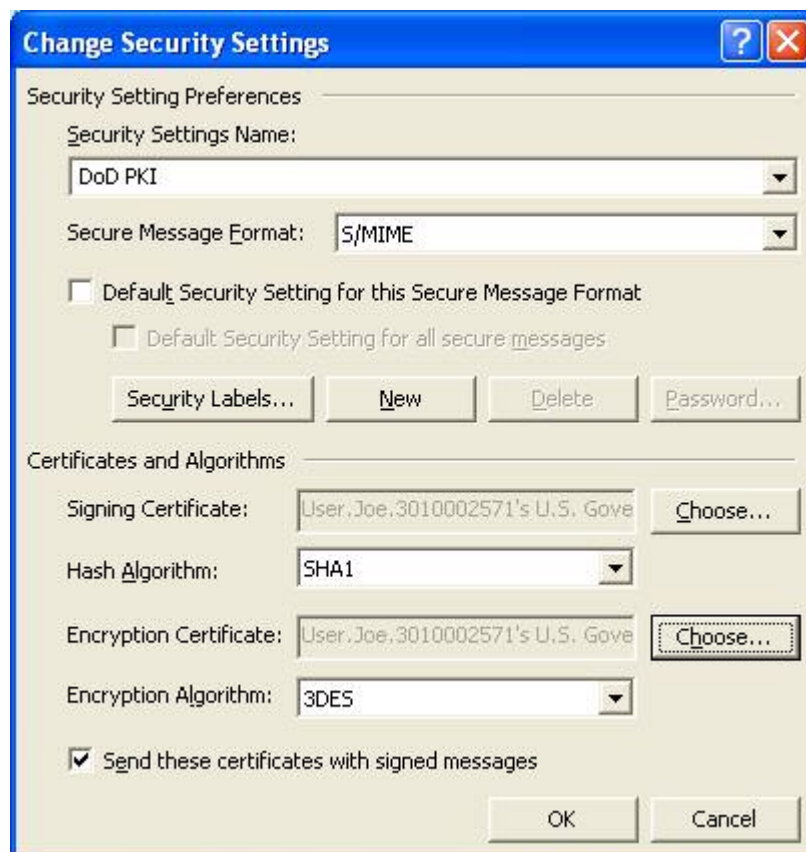 Change Security Settings
Security Setting Preferences
Security Settings Name:
DoD PKI
Secure Message Format: S/MIME
Default Security Setting for this Secure Message Format
Default Security Setting for all secure messages
Security Labels... New Delete Password...
Certificates and Algorithms
Signing Certificate: User.Joe.3010002571's U.S. Gove Choose...
Hash Algorithm: SHA1
Encryption Certificate: User.Joe.3010002571's U.S. Gove Choose...
Encryption Algorithm: 3DES
Send these certificates with signed messages
OK Cancel